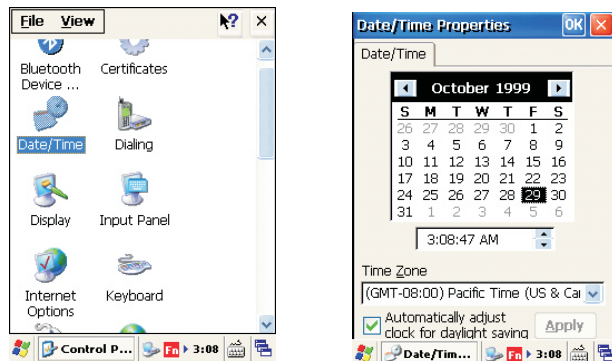 File View
?
×
Bluetooth
Device ...
Certificates
Date/Time
Dialing
Display
Input Panel
Internet
Options
Keyboard
Control P...
Fn
3:08
Date/Time Properties
OK
×
Date/Time
October 1999
S M T W T F S
26 27 28 29 30 1 2
3 4 5 6 7 8 9
10 11 12 13 14 15 16
17 18 19 20 21 22 23
24 25 26 27 28 29 30
31 1 2 3 4 5 6
3:08:47 AM
Time Zone
(GMT-08:00) Pacific Time (US & Ca
Automatically adjust
clock for daylight saving
Apply
Date/Tim...
Fn
3:08